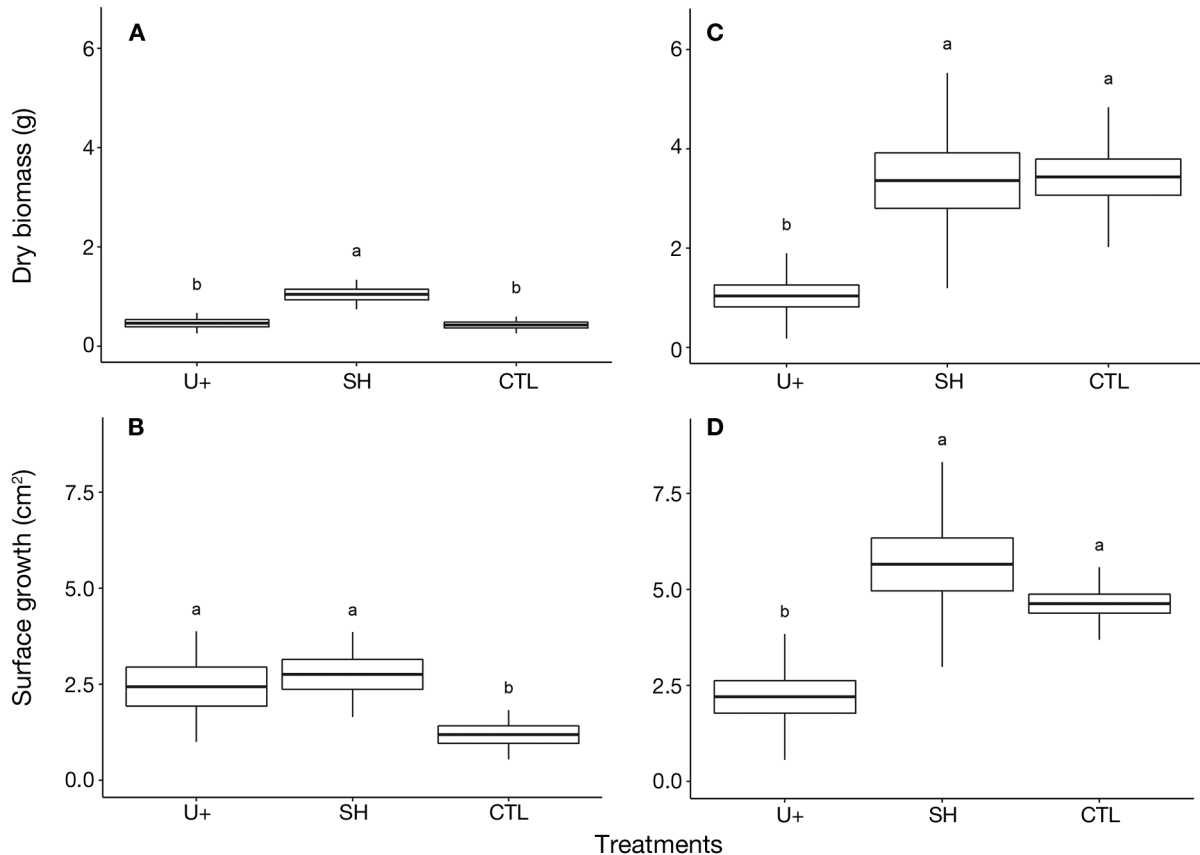 A
C
Dry biomass (g)
6
4
2
0
b
a
b
U+
SH
CTL
6
4
2
0
b
a
a
U+
SH
CTL
B
D
Surface growth (cm²)
7.5
5.0
2.5
0.0
a
a
b
U+
SH
CTL
7.5
5.0
2.5
0.0
b
a
a
U+
SH
CTL
Treatments